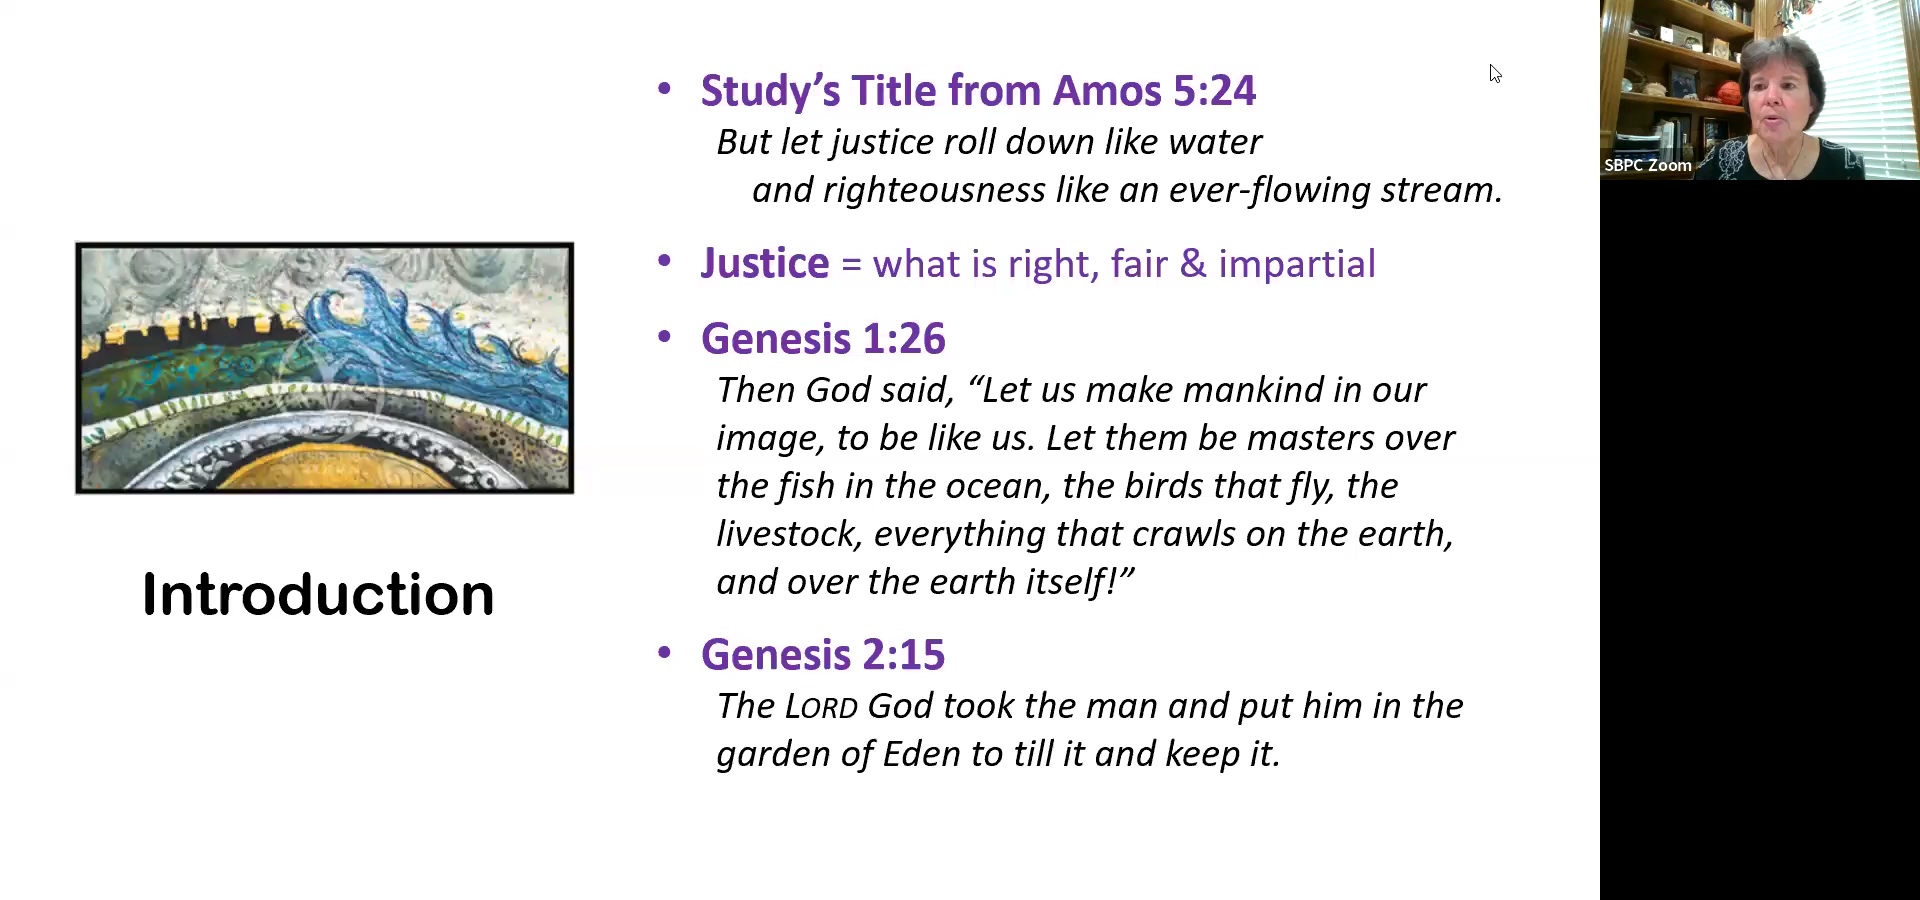 • Study’s Title from Amos 5:24
But let justice roll down like water
and righteousness like an ever-flowing stream.
• Justice = what is right, fair & impartial
• Genesis 1:26
Then God said, “Let us make mankind in our
image, to be like us. Let them be masters over
the fish in the ocean, the birds that fly, the
livestock, everything that crawls on the earth,
and over the earth itself!”
• Genesis 2:15
The LORD God took the man and put him in the
garden of Eden to till it and keep it.
Introduction
SBPC Zoom